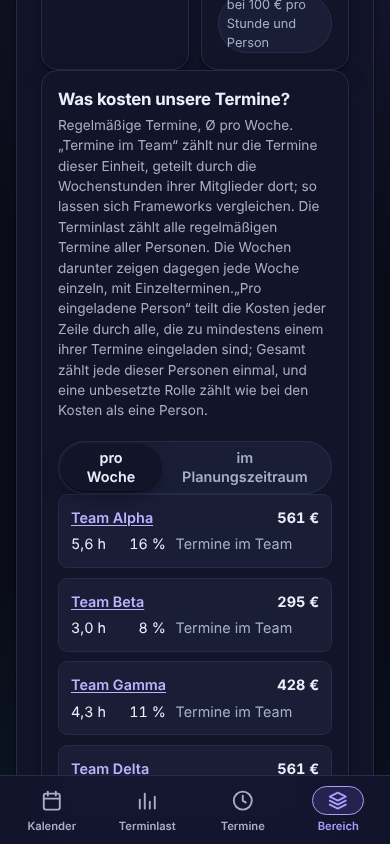 bei 100 € pro
Stunde und
Person
Was kosten unsere Termine?
Regelmäßige Termine, Ø pro Woche.
„Termine im Team“ zählt nur die Termine
dieser Einheit, geteilt durch die
Wochenstunden ihrer Mitglieder dort; so
lassen sich Frameworks vergleichen. Die
Terminlast zählt alle regelmäßigen
Termine aller Personen. Die Wochen
darunter zeigen dagegen jede Woche
einzeln, mit Einzelterminen.„Pro
eingeladene Person“ teilt die Kosten jeder
Zeile durch alle, die zu mindestens einem
ihrer Termine eingeladen sind; Gesamt
zählt jede dieser Personen einmal, und
eine unbesetzte Rolle zählt wie bei den
Kosten als eine Person.
pro
Woche
im
Planungszeitraum
Team Alpha 561 €
5,6 h 16 % Termine im Team
Team Beta 295 €
3,0 h 8 % Termine im Team
Team Gamma 428 €
4,3 h 11 % Termine im Team
Team Delta 561 €
Kalender Terminlast Termine Bereich